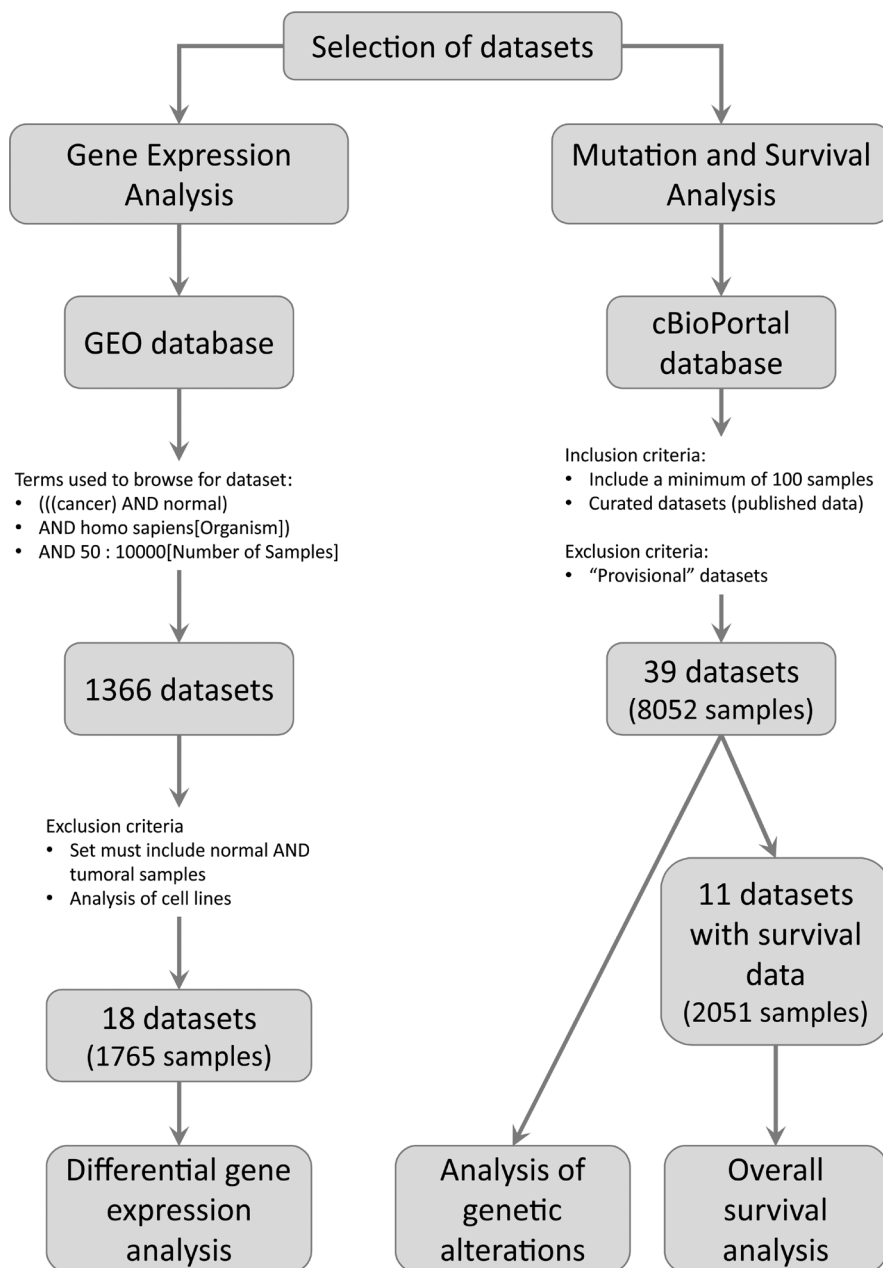 Selection of datasets
Gene Expression
Analysis
GEO database
Terms used to browse for dataset:
• (((cancer) AND normal)
• AND homo sapiens[Organism])
• AND 50 : 10000[Number of Samples]
1366 datasets
Exclusion criteria
• Set must include normal AND
tumoral samples
• Analysis of cell lines
18 datasets
(1765 samples)
Differential gene
expression
analysis
Mutation and Survival
Analysis
cBioPortal
database
Inclusion criteria:
• Include a minimum of 100 samples
• Curated datasets (published data)
Exclusion criteria:
• “Provisional” datasets
39 datasets
(8052 samples)
11 datasets
with survival
data
(2051 samples)
Analysis of
genetic
alterations
Overall
survival
analysis